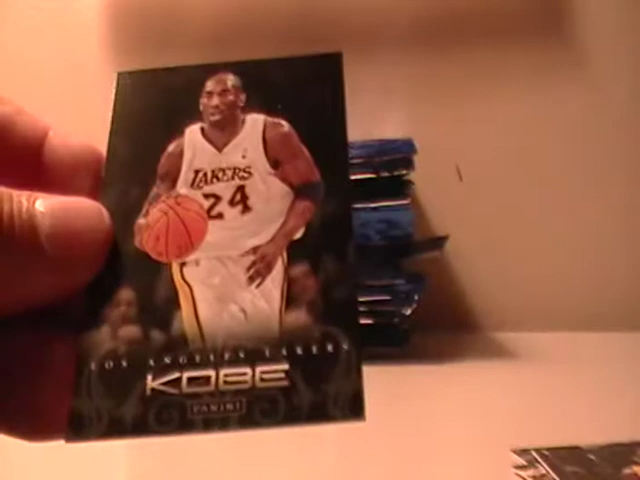 LAKERS
24
LOS ANGELES LAKERS
KOBE
PANINI